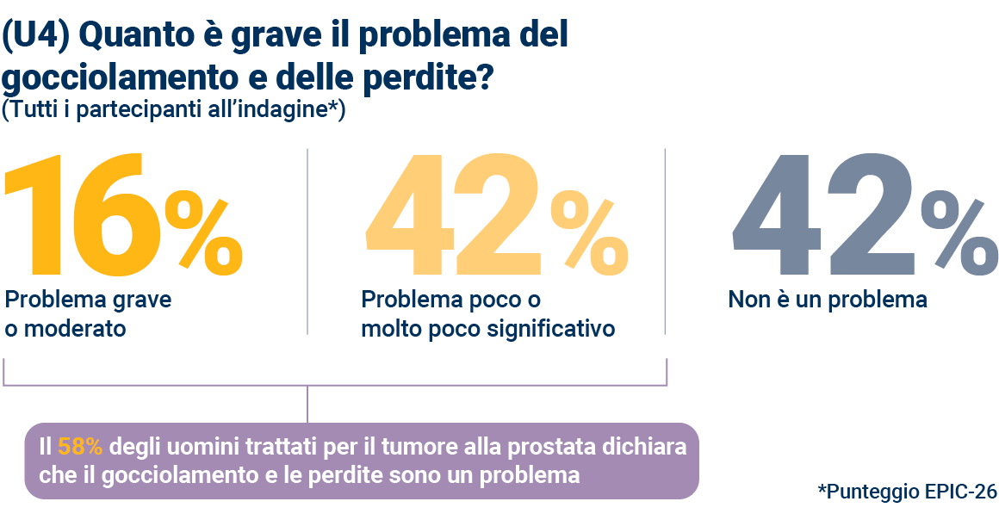 (U4) Quanto è grave il problema del
gocciolamento e delle perdite?
(Tutti i partecipanti all’indagine*)
16%
Problema grave
o moderato
42%
Problema poco o
molto poco significativo
42%
Non è un problema
Il 58% degli uomini trattati per il tumore alla prostata dichiara
che il gocciolamento e le perdite sono un problema
*Punteggio EPIC-26